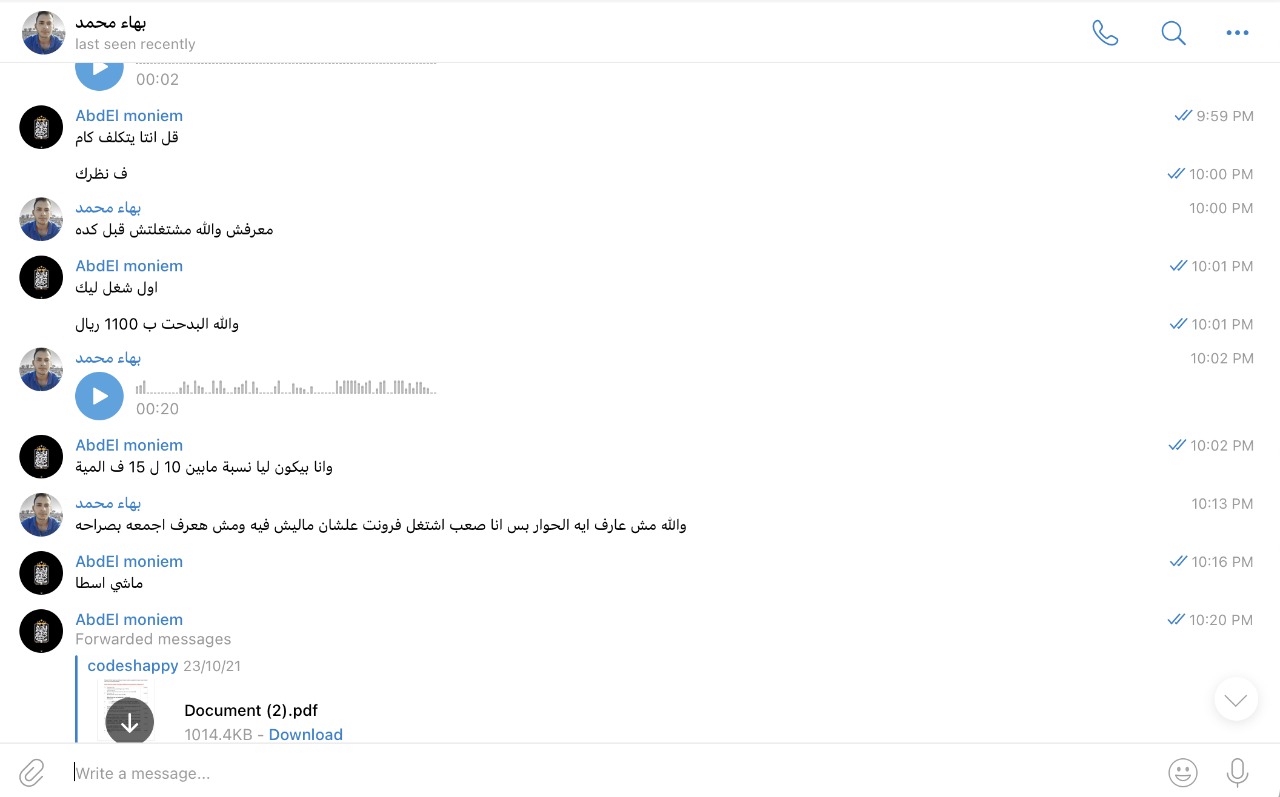 بهاء محمد
last seen recently
00:02
AbdEl moniem
9:59 PM
قل انتا يتكلف كام
ف نظرك
10:00 PM
بهاء محمد
10:00 PM
معرفش والله مشتغلتش قبل كده
AbdEl moniem
10:01 PM
اول شغل ليك
والله البدحت ب 1100 ريال
10:01 PM
بهاء محمد
10:02 PM
00:20
AbdEl moniem
10:02 PM
وانا بيكون ليا نسبة مابين 10 ل 15 ف المية
بهاء محمد
10:13 PM
والله مش عارف ايه الحوار بس انا صعب اشتغل فرونت علشان ماليش فيه ومش هعرف اجمعه بصراحه
AbdEl moniem
10:16 PM
ماشي اسطا
AbdEl moniem
10:20 PM
Forwarded messages
codeshappy 23/10/21
Document (2).pdf
1014.4KB - Download
Write a message...